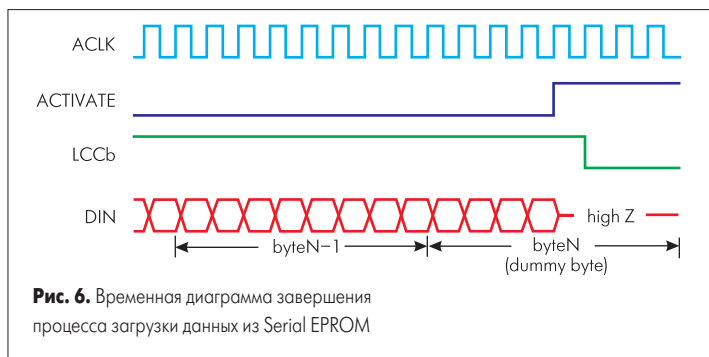 ACLK
ACTIVATE
LCCb
DIN
high Z
byteN–1
byteN
(dummy byte)
Рис. 6. Временная диаграмма завершения
процесса загрузки данных из Serial EPROM